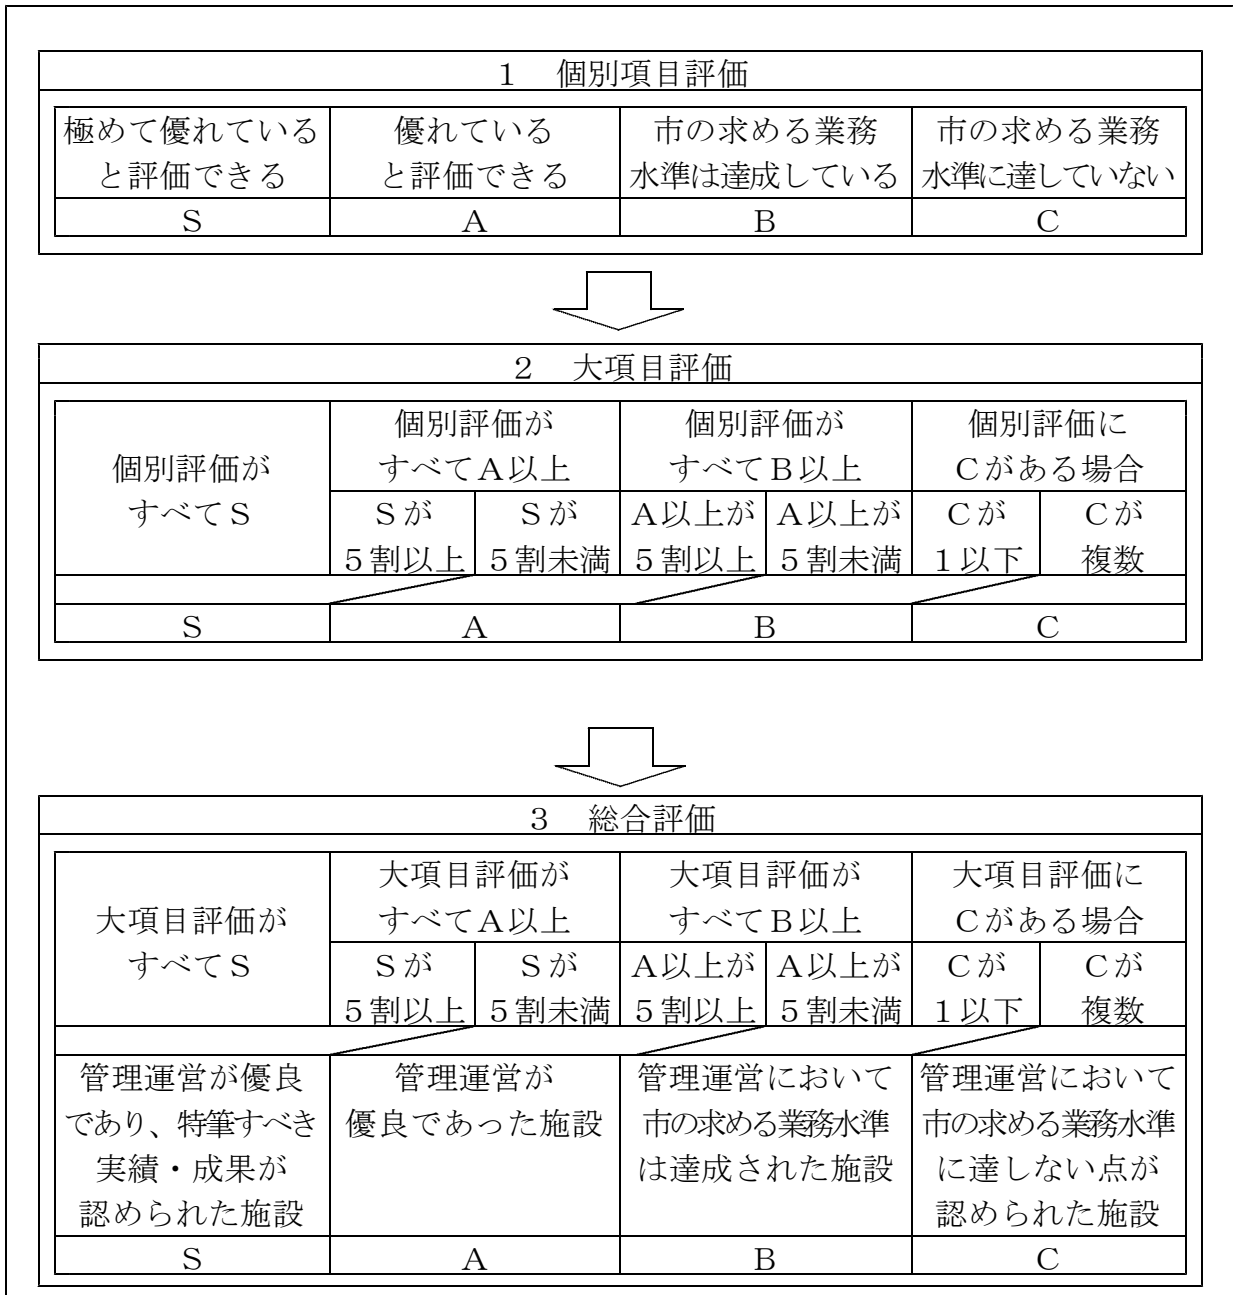 １　個別項目評価
極めて優れている
と評価できる
優れている
と評価できる
市の求める業務
水準は達成している
市の求める業務
水準に達していない
Ｓ
Ａ
Ｂ
Ｃ
２　大項目評価
個別評価が
すべてＳ
個別評価が
すべてＡ以上
個別評価が
すべてＢ以上
個別評価に
Ｃがある場合
Ｓが
５割以上
Ｓが
５割未満
Ａ以上が
５割以上
Ａ以上が
５割未満
Ｃが
１以下
Ｃが
複数
Ｓ
Ａ
Ｂ
Ｃ
３　総合評価
大項目評価が
すべてＳ
大項目評価が
すべてＡ以上
大項目評価が
すべてＢ以上
大項目評価に
Ｃがある場合
Ｓが
５割以上
Ｓが
５割未満
Ａ以上が
５割以上
Ａ以上が
５割未満
Ｃが
１以下
Ｃが
複数
管理運営が優良
であり、特筆すべき
実績・成果が
認められた施設
管理運営が
優良であった施設
管理運営において
市の求める業務水準
は達成された施設
管理運営において
市の求める業務水準
に達しない点が
認められた施設
Ｓ
Ａ
Ｂ
Ｃ